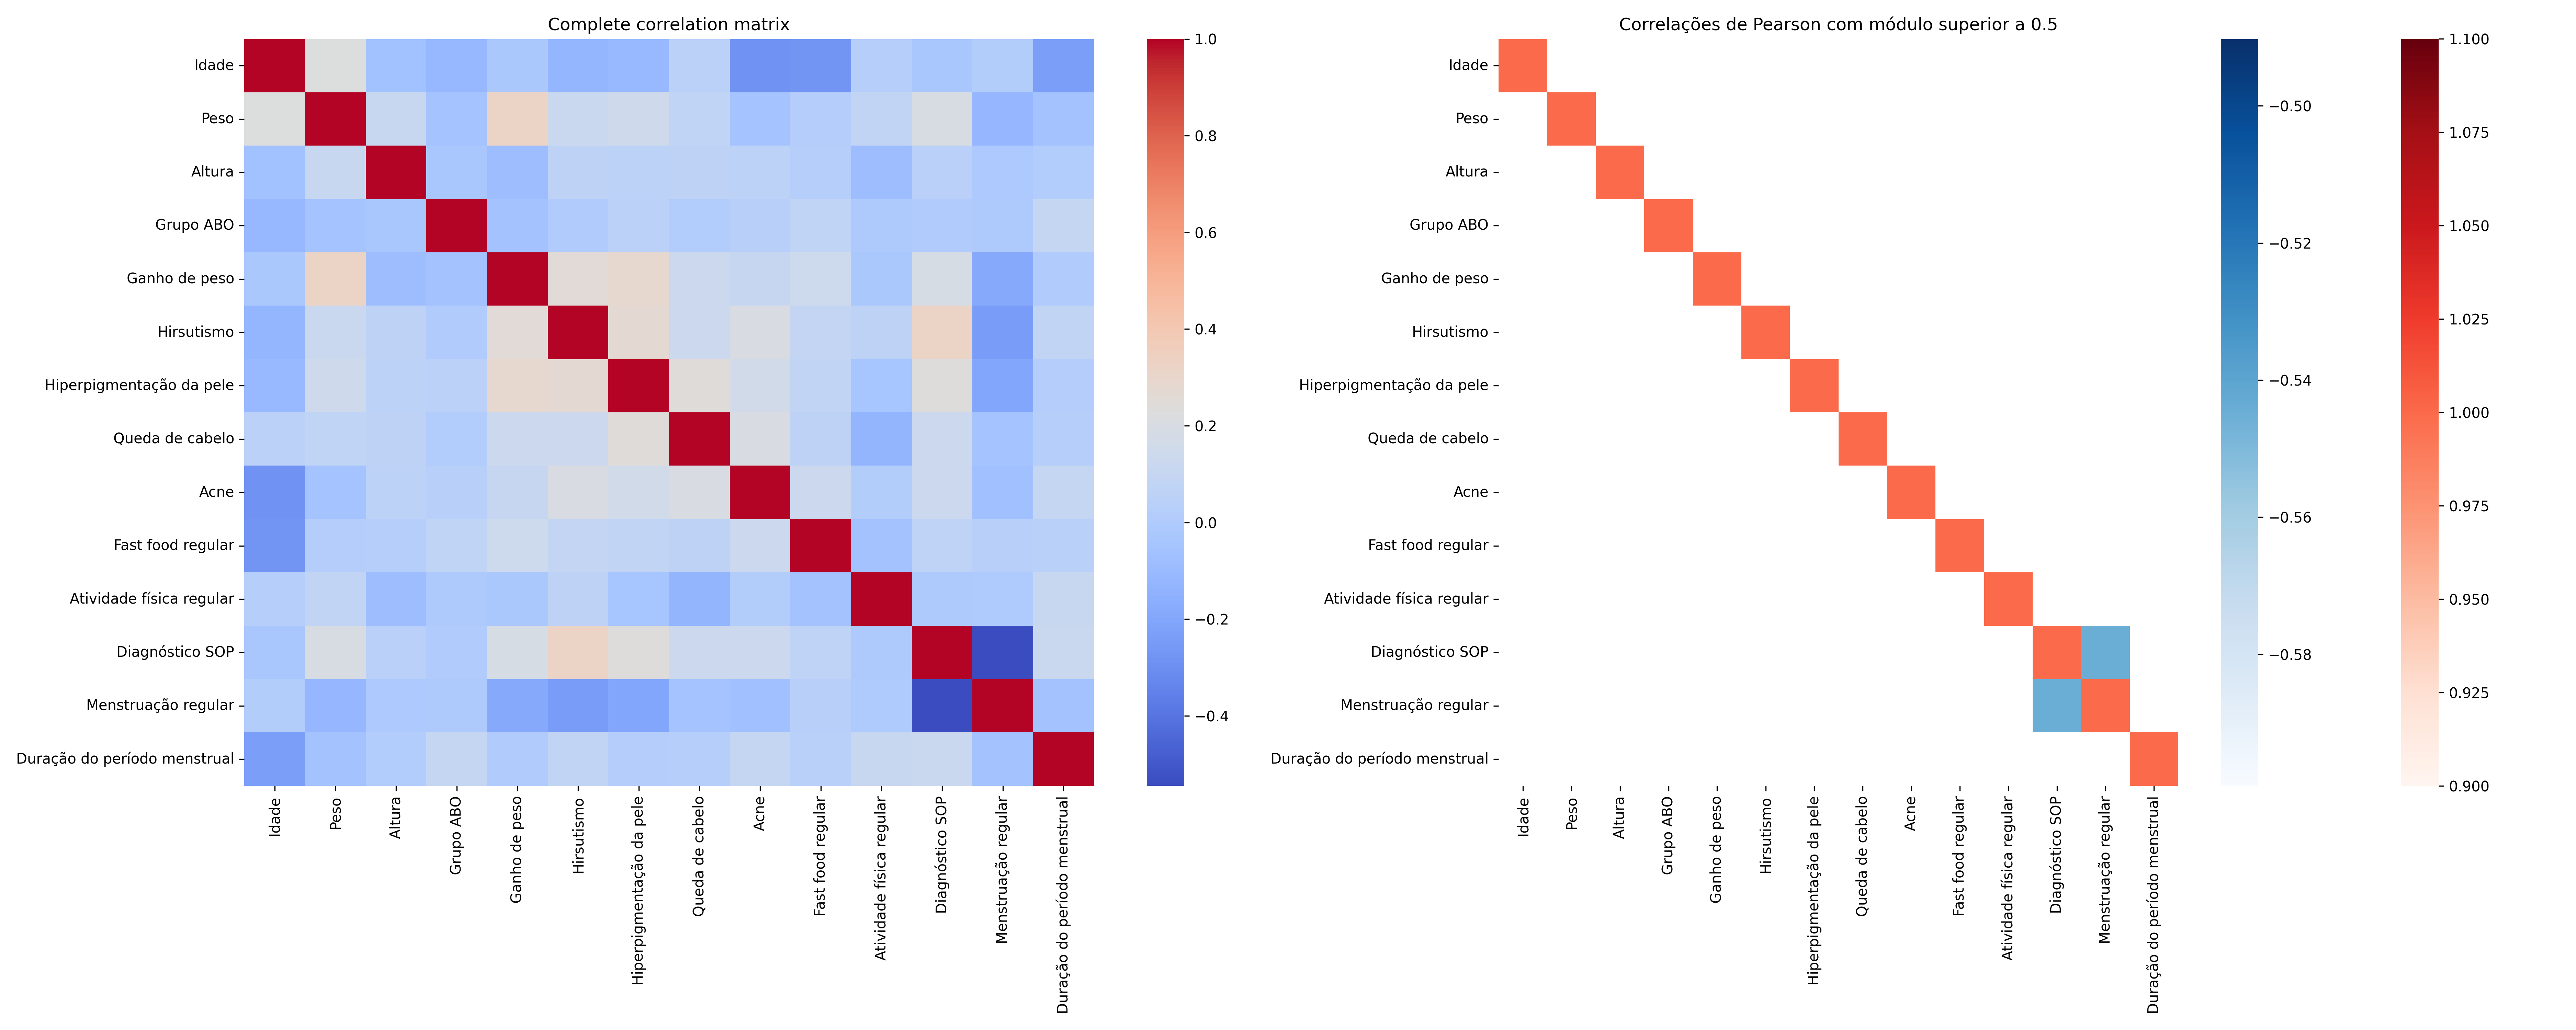 Complete correlation matrix
Idade
Peso
Altura
Grupo ABO
Ganho de peso
Hirsutismo
Hiperpigmentação da pele
Queda de cabelo
Acne
Fast food regular
Atividade física regular
Diagnóstico SOP
Menstruação regular
Duração do período menstrual
Idade
Peso
Altura
Grupo ABO
Ganho de peso
Hirsutismo
Hiperpigmentação da pele
Queda de cabelo
Acne
Fast food regular
Atividade física regular
Diagnóstico SOP
Menstruação regular
Duração do período menstrual
1.0
0.8
0.6
0.4
0.2
0.0
−0.2
−0.4
Correlações de Pearson com módulo superior a 0.5
Idade
Peso
Altura
Grupo ABO
Ganho de peso
Hirsutismo
Hiperpigmentação da pele
Queda de cabelo
Acne
Fast food regular
Atividade física regular
Diagnóstico SOP
Menstruação regular
Duração do período menstrual
Idade
Peso
Altura
Grupo ABO
Ganho de peso
Hirsutismo
Hiperpigmentação da pele
Queda de cabelo
Acne
Fast food regular
Atividade física regular
Diagnóstico SOP
Menstruação regular
Duração do período menstrual
−0.50
−0.52
−0.54
−0.56
−0.58
1.100
1.075
1.050
1.025
1.000
0.975
0.950
0.925
0.900